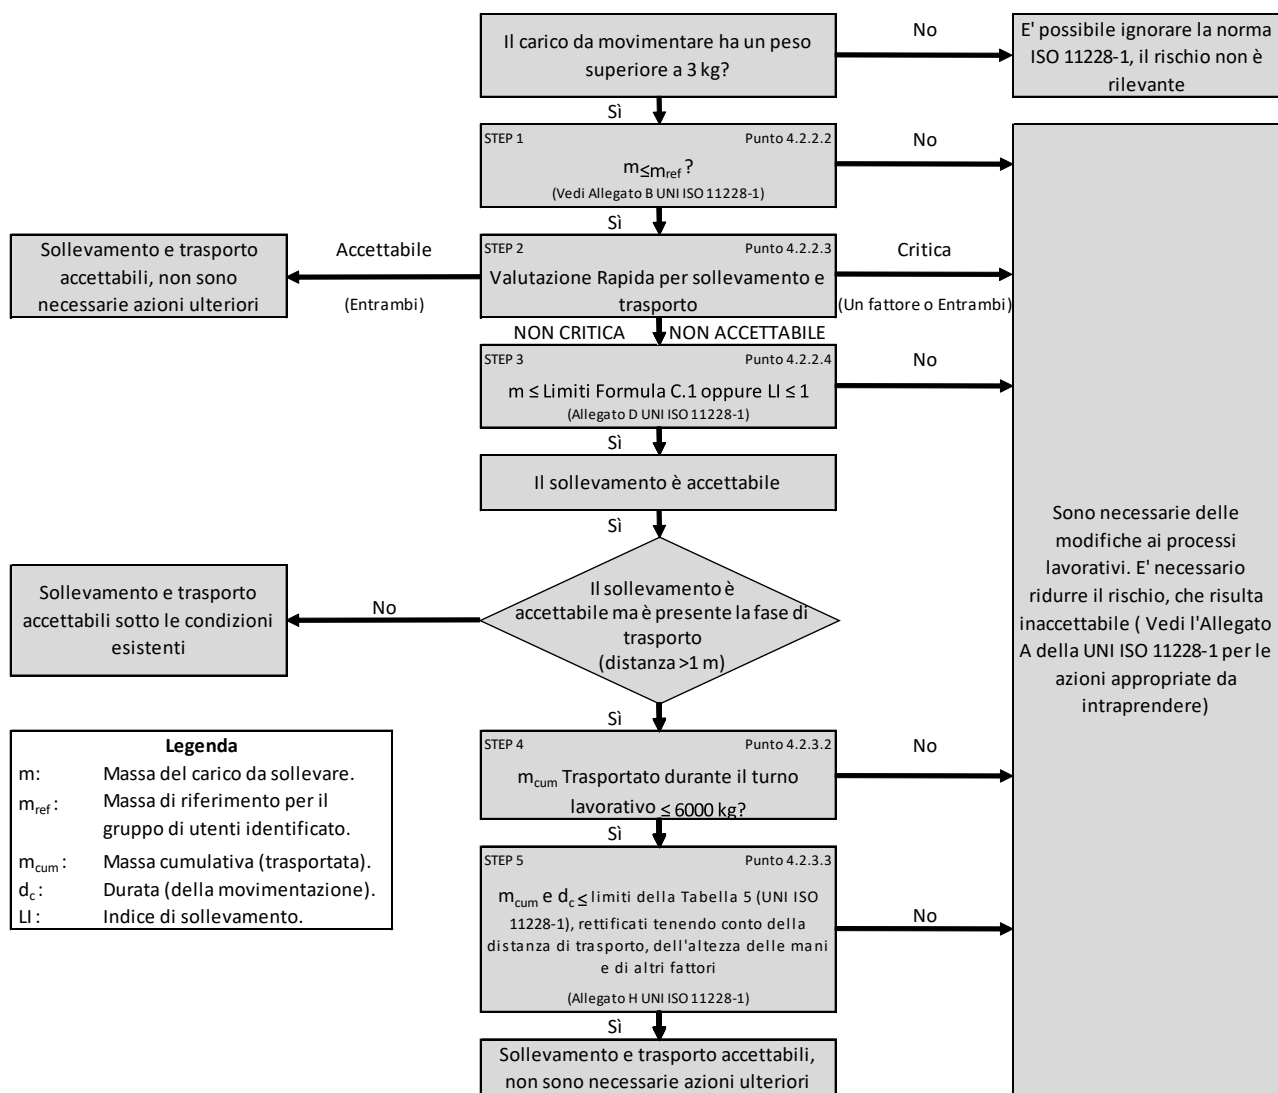 Il carico da movimentare ha un peso
superiore a 3 kg?
No
E' possibile ignorare la norma
ISO 11228-1, il rischio non è
rilevante
Sì
STEP 1 Punto 4.2.2.2
m≤mref ?
(Vedi Allegato B UNI ISO 11228-1)
No
Sì
Sollevamento e trasporto
accettabili, non sono
necessarie azioni ulteriori
Accettabile
(Entrambi)
STEP 2 Punto 4.2.2.3
Valutazione Rapida per sollevamento e
trasporto
Critica
(Un fattore o Entrambi)
NON CRITICA NON ACCETTABILE
STEP 3 Punto 4.2.2.4
m ≤ Limiti Formula C.1 oppure LI ≤ 1
(Allegato D UNI ISO 11228-1)
No
Sì
Il sollevamento è accettabile
Sì
Il sollevamento è
accettabile ma è presente la fase di
trasporto
(distanza >1 m)
No
Sollevamento e trasporto
accettabili sotto le condizioni
esistenti
Sono necessarie delle
modifiche ai processi
lavorativi. E' necessario
ridurre il rischio, che risulta
inaccettabile ( Vedi l'Allegato
A della UNI ISO 11228-1 per le
azioni appropriate da
intraprendere)
Sì
STEP 4 Punto 4.2.3.2
mcum Trasportato durante il turno
lavorativo ≤ 6000 kg?
No
Sì
STEP 5 Punto 4.2.3.3
mcum e dc ≤ limiti della Tabella 5 (UNI ISO
11228-1), rettificati tenendo conto della
distanza di trasporto, dell'altezza delle mani
e di altri fattori
(Allegato H UNI ISO 11228-1)
No
Sì
Sollevamento e trasporto accettabili,
non sono necessarie azioni ulteriori
Legenda
m: Massa del carico da sollevare.
mref : Massa di riferimento per il
gruppo di utenti identificato.
mcum : Massa cumulativa (trasportata).
dc : Durata (della movimentazione).
LI : Indice di sollevamento.